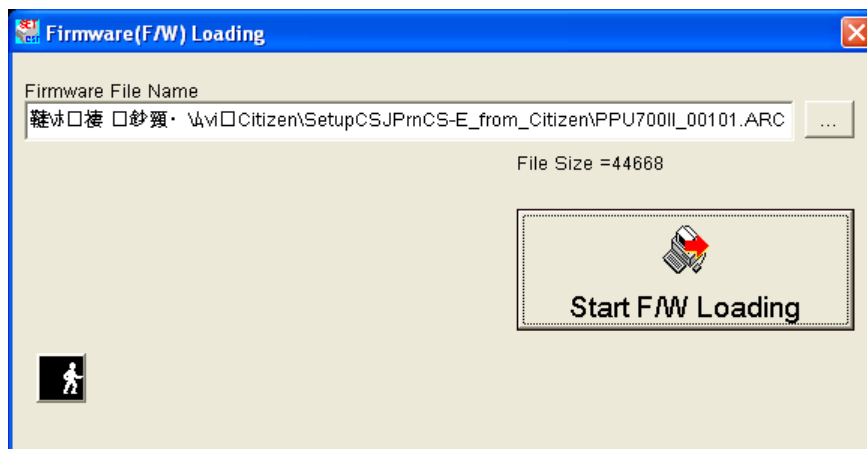 Firmware(F/W) Loading
Firmware File Name
Citizen\SetupCSJPrnCS-E_from_Citizen\PPU700II_00101.ARC
...
File Size =44668
Start F/W Loading